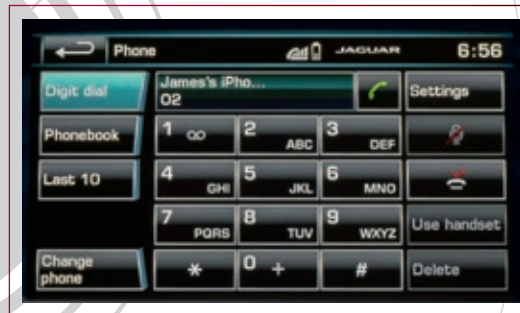 Phone JAGUAR 6:56
Digit dial James's iPho... Settings
O2
Phonebook 1 2 ABC 3 DEF
Last 10 4 GHI 5 JKL 6 MNO
7 PQRS 8 TUV 9 WXYZ Use handset
Change phone * 0 + # Delete